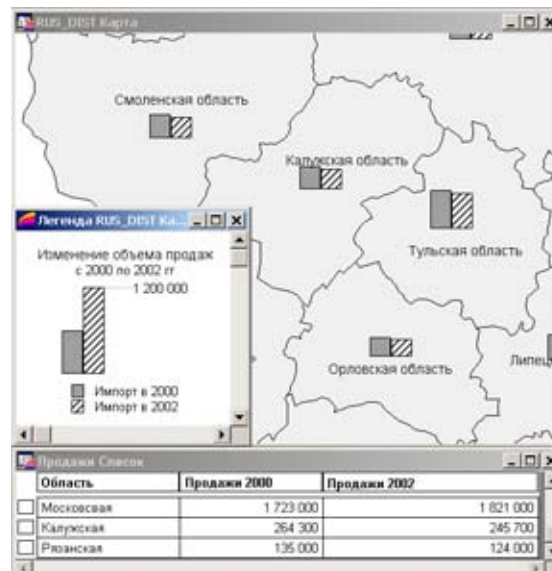 RUS_DIST Карта
Смоленская область
Калужская область
Тульская область
Орловская область
Липец
Легенда RUS_DIST Ка...
Изменение объема продаж
с 2000 по 2002 гг
1 200 000
Импорт в 2000
Импорт в 2002
Продажи Список
Область Продажи 2000 Продажи 2002
Московсвая 1 723 000 1 821 000
Калужская 264 300 245 700
Рязанская 135 000 124 000